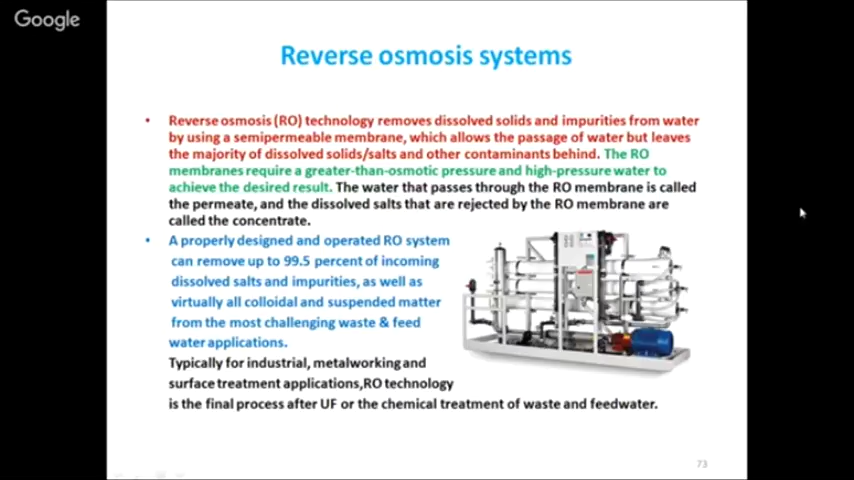 Google
Reverse osmosis systems
• Reverse osmosis (RO) technology removes dissolved solids and impurities from water
by using a semipermeable membrane, which allows the passage of water but leaves
the majority of dissolved solids/salts and other contaminants behind. The RO
membranes require a greater-than-osmotic pressure and high-pressure water to
achieve the desired result. The water that passes through the RO membrane is called
the permeate, and the dissolved salts that are rejected by the RO membrane are
called the concentrate.
• A properly designed and operated RO system
can remove up to 99.5 percent of incoming
dissolved salts and impurities, as well as
virtually all colloidal and suspended matter
from the most challenging waste & feed
water applications.
Typically for industrial, metalworking and
surface treatment applications,RO technology
is the final process after UF or the chemical treatment of waste and feedwater.
73